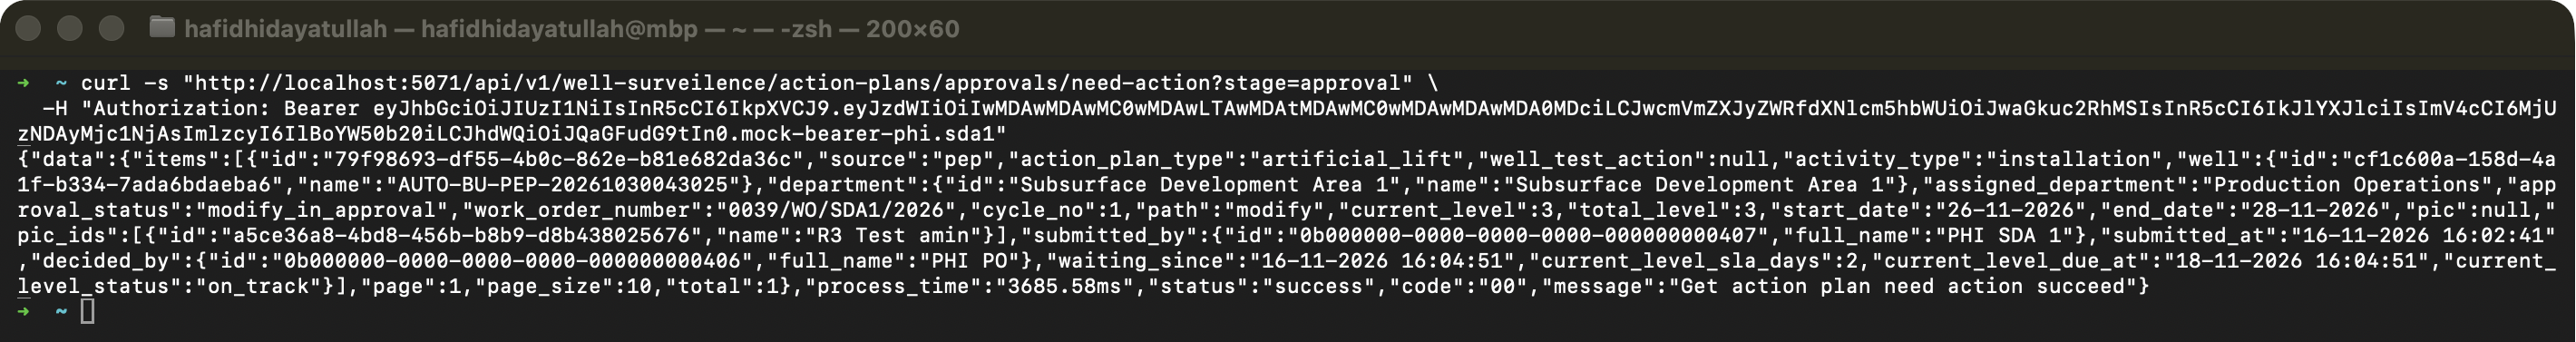 hafidhidayatullah — hafidhidayatullah@mbp — ~ — -zsh — 200×60
➜  ~ curl -s "http://localhost:5071/api/v1/well-surveilence/action-plans/approvals/need-action?stage=approval" \
  -H "Authorization: Bearer eyJhbGciOiJIUzI1NiIsInR5cCI6IkpXVCJ9.eyJzdWIiOiIwMDAwMDAwMC0wMDAwLTAwMDAtMDAwMC0wMDAwMDAwMDA0MDciLCJwcmVmZXJyZWRfdXNlcm5hbWUiOiJwaGkuc2RhMSIsInR5cCI6IkJlYXJlciIsImV4cCI6MjU
zNDAyMjc1NjAsImlzcyI6IlBoYW50b20iLCJhdWQiOiJQaGFudG9tIn0.mock-bearer-phi.sda1"
{"data":{"items":[{"id":"79f98693-df55-4b0c-862e-b81e682da36c","source":"pep","action_plan_type":"artificial_lift","well_test_action":null,"activity_type":"installation","well":{"id":"cf1c600a-158d-4a
1f-b334-7ada6bdaeba6","name":"AUTO-BU-PEP-20261030043025"},"department":{"id":"Subsurface Development Area 1","name":"Subsurface Development Area 1"},"assigned_department":"Production Operations","app
roval_status":"modify_in_approval","work_order_number":"0039/WO/SDA1/2026","cycle_no":1,"path":"modify","current_level":3,"total_level":3,"start_date":"26-11-2026","end_date":"28-11-2026","pic":null,"
pic_ids":[{"id":"a5ce36a8-4bd8-456b-b8b9-d8b438025676","name":"R3 Test amin"}],"submitted_by":{"id":"0b000000-0000-0000-0000-000000000407","full_name":"PHI SDA 1"},"submitted_at":"16-11-2026 16:02:41"
,"decided_by":{"id":"0b000000-0000-0000-0000-000000000406","full_name":"PHI PO"},"waiting_since":"16-11-2026 16:04:51","current_level_sla_days":2,"current_level_due_at":"18-11-2026 16:04:51","current_
level_status":"on_track"}],"page":1,"page_size":10,"total":1},"process_time":"3685.58ms","status":"success","code":"00","message":"Get action plan need action succeed"}
➜  ~